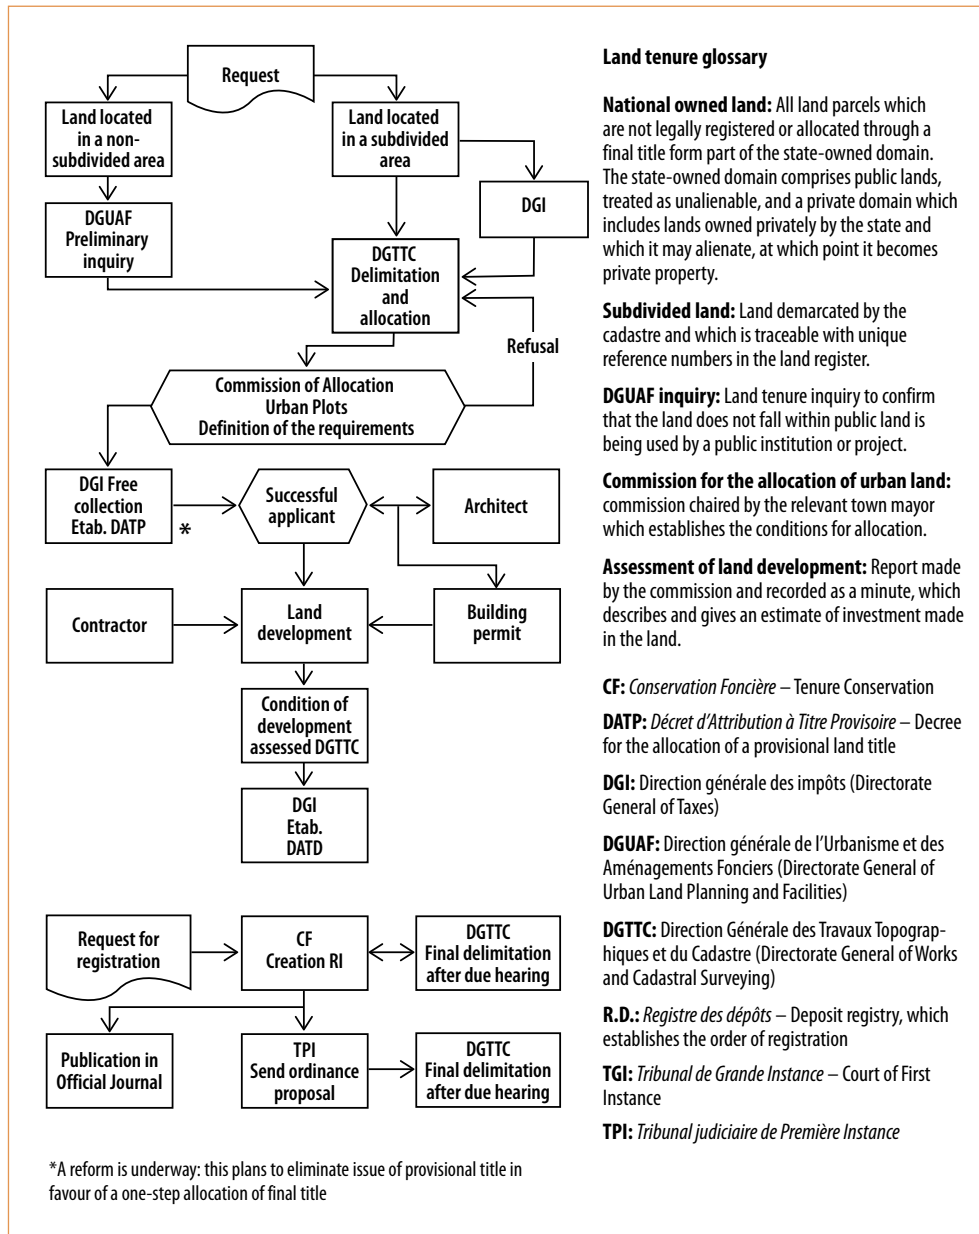 Request
Land located
in a non-
subdivided area
Land located
in a subdivided
area
DGI
DGUAF
Preliminary
inquiry
DGTTC
Delimitation
and
allocation
Refusal
Commission of Allocation
Urban Plots
Definition of the requirements
DGI Free
collection
Etab. DATP
*
Successful
applicant
Architect
Contractor
Land
development
Building
permit
Condition of
development
assessed DGTTC
DGI
Etab.
DATD
Request for
registration
CF
Creation RI
DGTTC
Final delimitation
after due hearing
Publication in
Official Journal
TPI
Send ordinance
proposal
DGTTC
Final delimitation
after due hearing
*A reform is underway: this plans to eliminate issue of provisional title in
favour of a one-step allocation of final title
Land tenure glossary
National owned land: All land parcels which
are not legally registered or allocated through a
final title form part of the state-owned domain.
The state-owned domain comprises public lands,
treated as unalienable, and a private domain which
includes lands owned privately by the state and
which it may alienate, at which point it becomes
private property.
Subdivided land: Land demarcated by the
cadastre and which is traceable with unique
reference numbers in the land register.
DGUAF inquiry: Land tenure inquiry to confirm
that the land does not fall within public land is
being used by a public institution or project.
Commission for the allocation of urban land:
commission chaired by the relevant town mayor
which establishes the conditions for allocation.
Assessment of land development: Report made
by the commission and recorded as a minute, which
describes and gives an estimate of investment made
in the land.
CF: Conservation Foncière – Tenure Conservation
DATP: Décret d'Attribution à Titre Provisoire – Decree
for the allocation of a provisional land title
DGI: Direction générale des impôts (Directorate
General of Taxes)
DGUAF: Direction générale de l'Urbanisme et des
Aménagements Fonciers (Directorate General of
Urban Land Planning and Facilities)
DGTTC: Direction Générale des Travaux Topograp-
hiques et du Cadastre (Directorate General of Works
and Cadastral Surveying)
R.D.: Registre des dépôts – Deposit registry, which
establishes the order of registration
TGI: Tribunal de Grande Instance – Court of First
Instance
TPI: Tribunal judiciaire de Première Instance